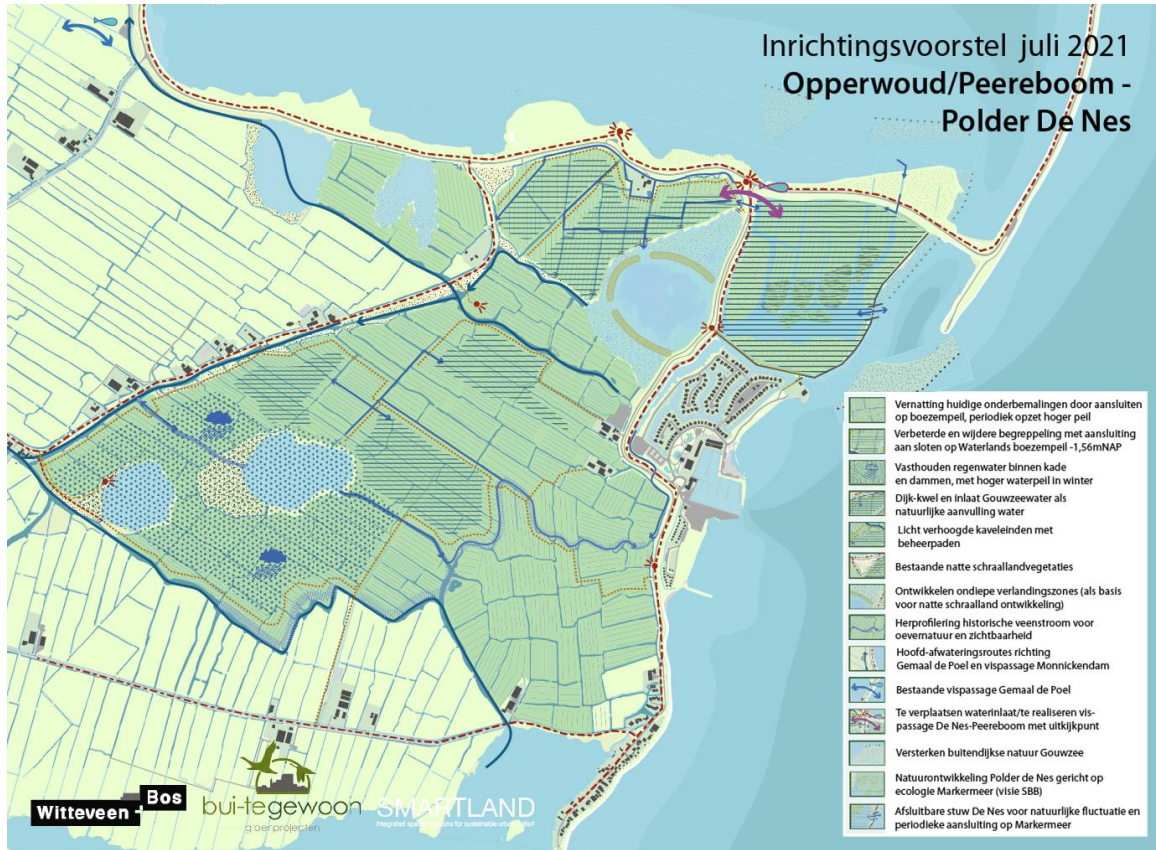 Inrichtingsvoorstel juli 2021
Opperwoud/Peereboom -
Polder De Nes
Vernatting huidige onderbemalingen door aansluiten
op boezempeil, periodiek opzet hoger peil
Verbeterde en wijdere begreppeling met aansluiting
aan sloten op Waterlands boezempeil -1,56mNAP
Vasthouden regenwater binnen kade
en dammen, met hoger waterpeil in winter
Dijk-kwel en inlaat Gouwzeewater als
natuurlijke aanvulling water
Licht verhoogde kaveleinden met
beheerpaden
Bestaande natte schraallandvegetaties
Ontwikkelen ondiepe verlandingszones (als basis
voor natte schraalland ontwikkeling)
Herprofilering historische veenstroom voor
oevernatuur en zichtbaarheid
Hoofd-afwateringsroutes richting
Gemaal de Poel en vispassage Monnickendam
Bestaande vispassage Gemaal de Poel
Te verplaatsen waterinlaat/te realiseren vis-
passage De Nes-Peereboom met uitkijkpunt
Versterken buitendijkse natuur Gouwzee
Natuurontwikkeling Polder de Nes gericht op
ecologie Markermeer (visie SBB)
Afsluitbare stuw De Nes voor natuurlijke fluctuatie en
periodieke aansluiting op Markermeer
Witteveen + Bos
bui-tegewoon
groenprojecten
SMARTLAND